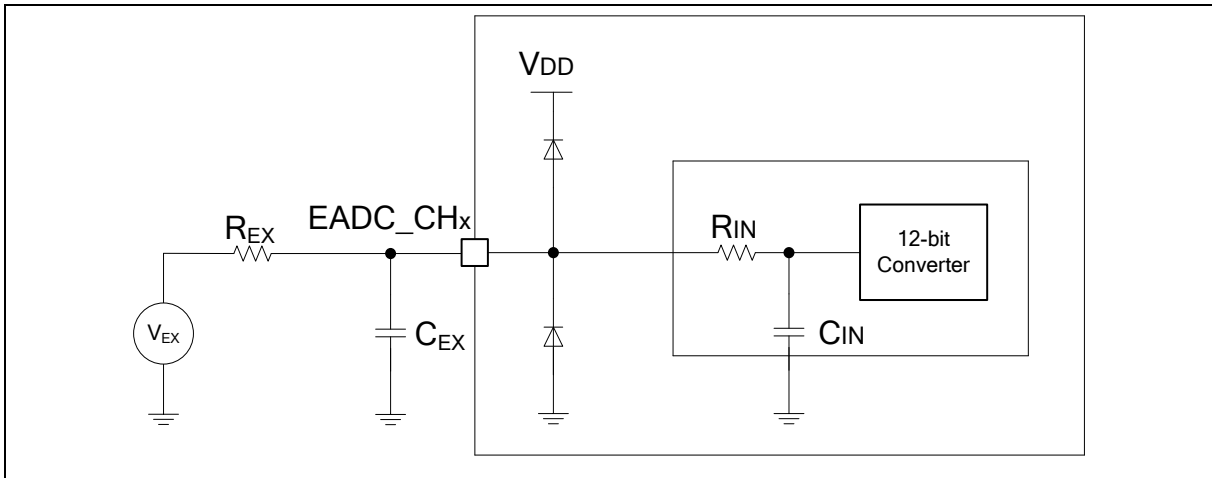 VDD
EADC_CHx
REX
RIN
12-bit
Converter
VEX
CEX
CIN